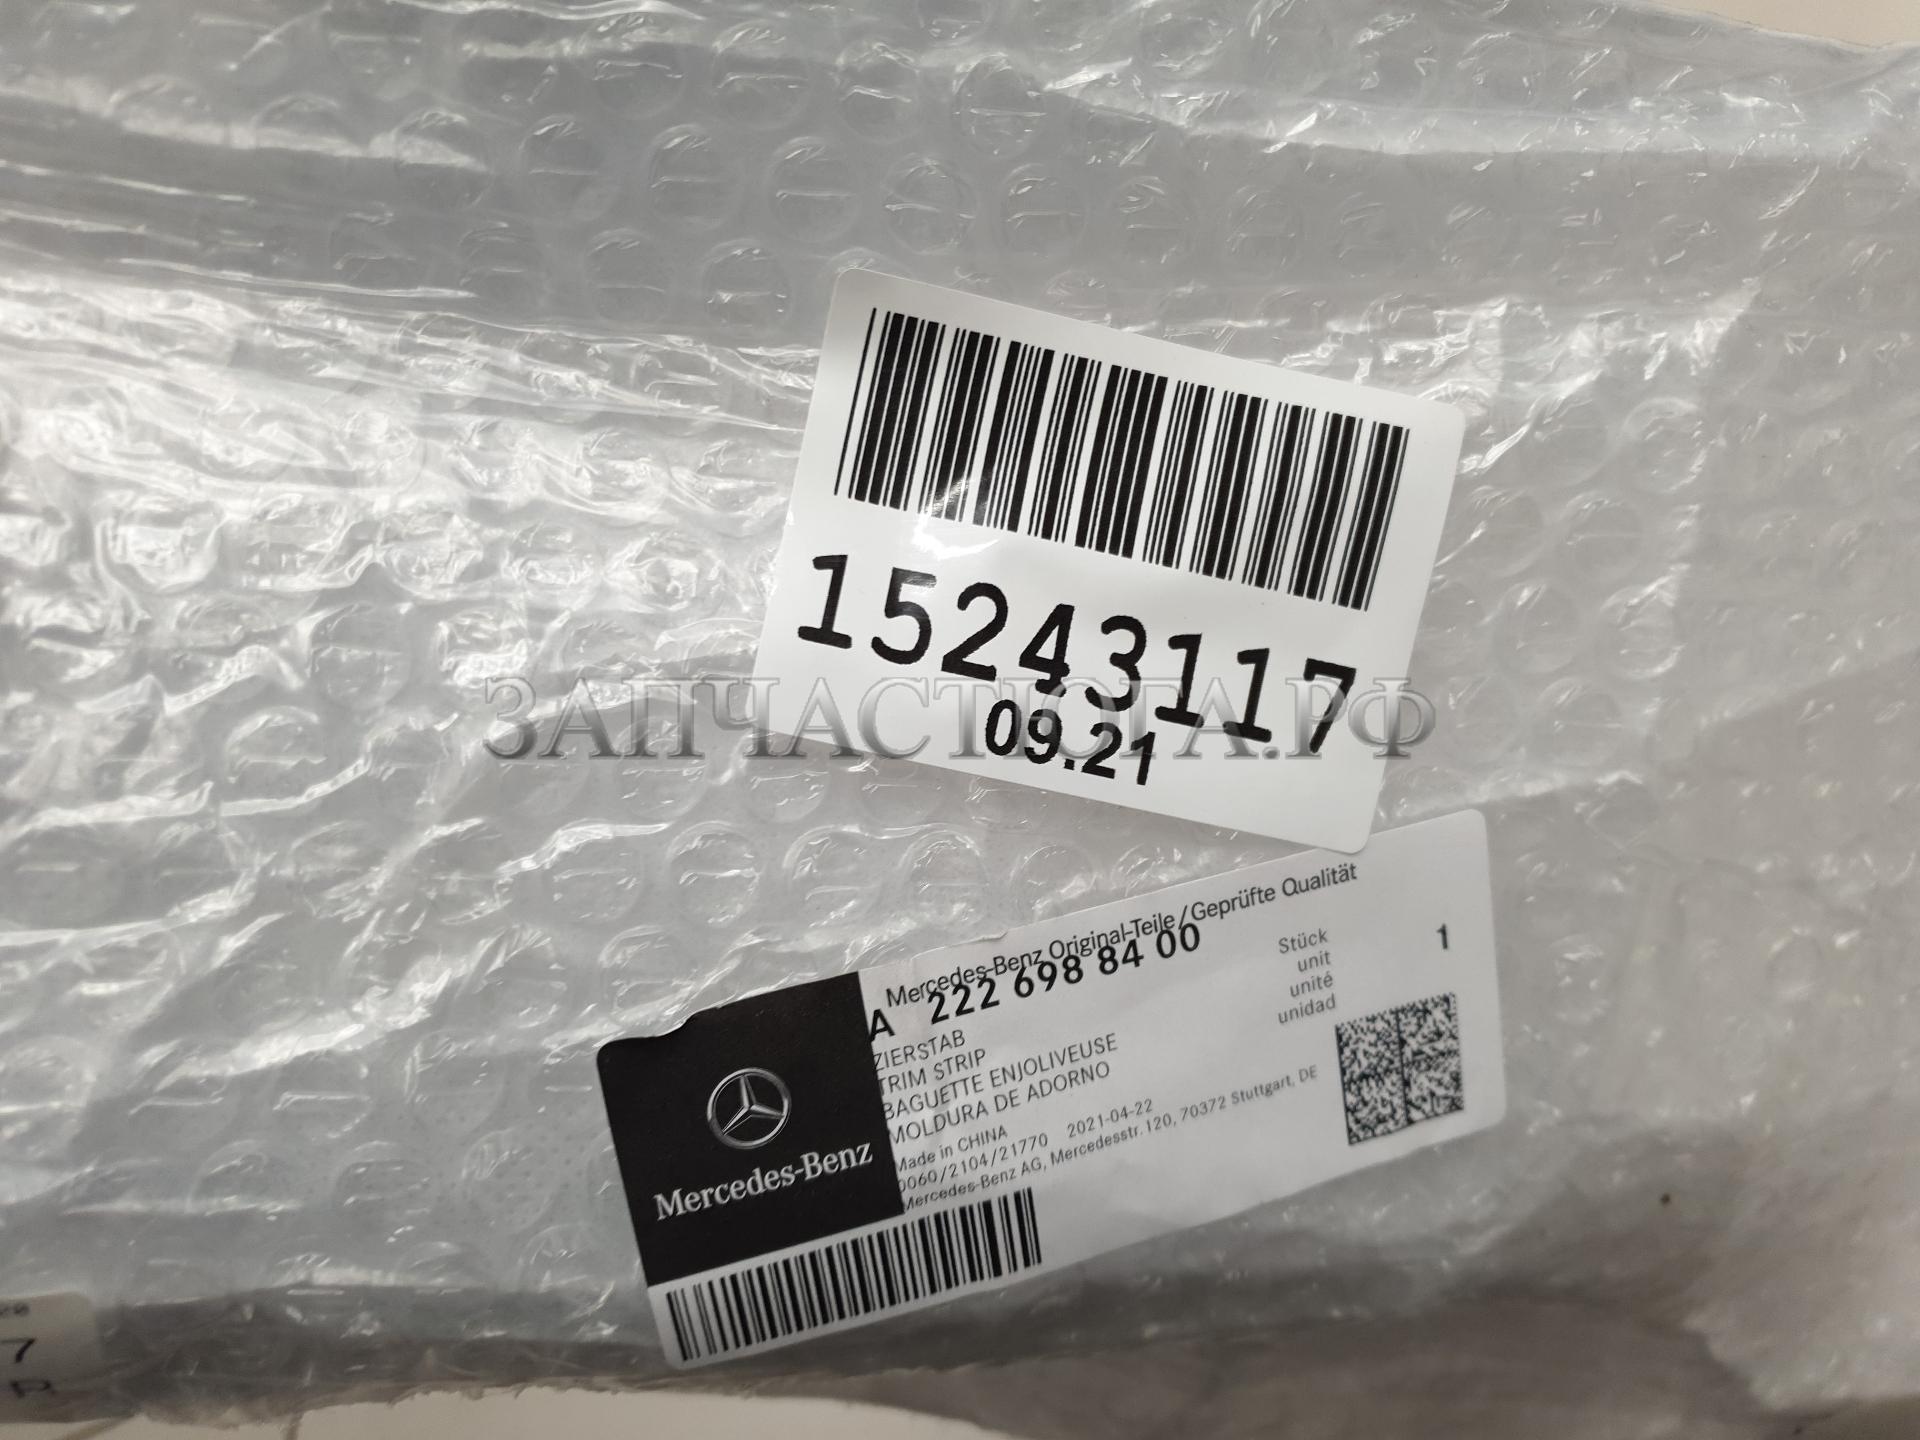 15243117
ЗАПЧАСТЮГА.РФ
09.21
Mercedes-Benz Original-Teile/Geprüfte Qualität
A 222 698 84 00
Stück
unit
unité
unidad
1
ZIERSTAB
TRIM STRIP
BAGUETTE ENJOLIVEUSE
MOLDURA DE ADORNO
Made in CHINA
0060/2104/21770 2021-04-22
Mercedes-Benz AG, Mercedesstr.120, 70372 Stuttgart, DE
Mercedes-Benz
7